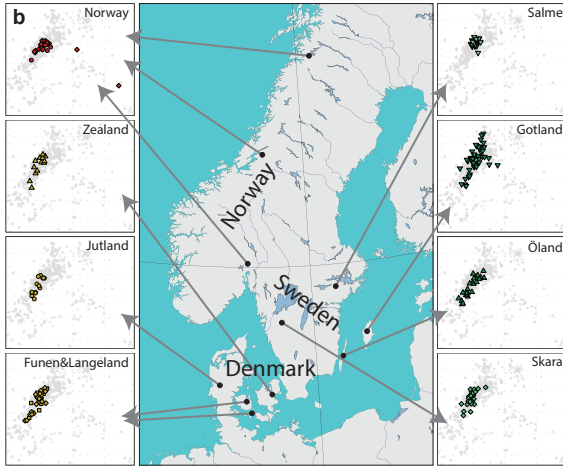 b
Norway
Zealand
Jutland
Funen&Langeland
Norway
Sweden
Denmark
Salme
Gotland
Öland
Skara